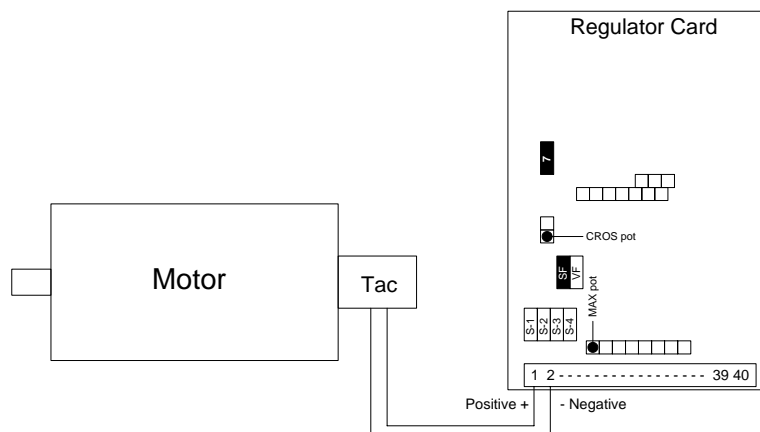 Regulator Card
7
CROS pot
SF
VF
MAX pot
S-1
S-2
S-3
S-4
Motor
Tac
1 2 - - - - - - - - - - - - - - - - - - - 39 40
Positive +
- Negative